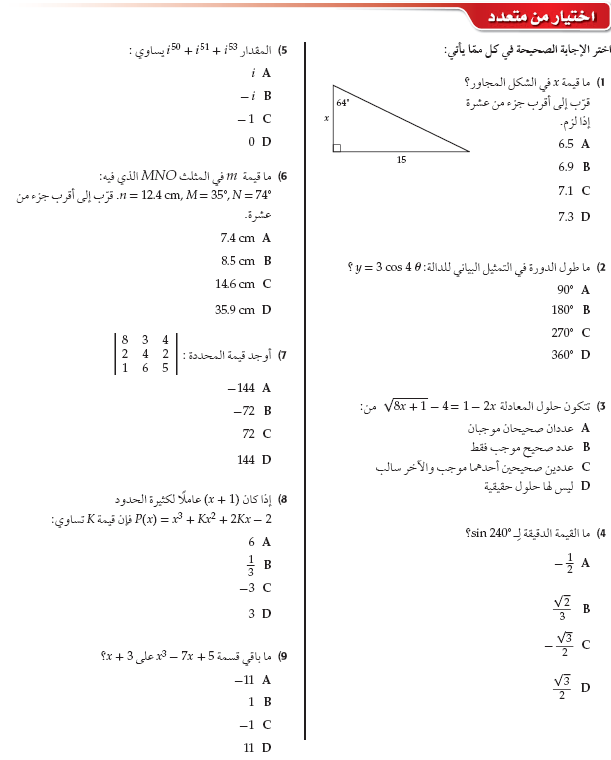 اختيار من متعدد
اختر الإجابة الصحيحة في كل مما يأتي:
1) ما قيمة x في الشكل المجاور؟
قرّب إلى أقرب جزء من عشرة
إذا لزم.
64°
x
15
6.5 A
6.9 B
7.1 C
7.3 D
2) ما طول الدورة في التمثيل البياني للدالة: y = 3 cos 4 θ ؟
90° A
180° B
270° C
360° D
3) تتكون حلول المعادلة √(8x + 1) − 4 = 1 − 2x من:
A عددان صحيحان موجبان
B عدد صحيح موجب فقط
C عددين صحيحين أحدهما موجب والآخر سالب
D ليس لها حلول حقيقية
4) ما القيمة الدقيقة لِـ sin 240°؟
−1/2 A
√2/3 B
−√3/2 C
√3/2 D
5) المقدار i⁵⁰ + i⁵¹ + i⁵³ يساوي :
i A
− i B
− 1 C
0 D
6) ما قيمة m في المثلث MNO الذي فيه:
n = 12.4 cm, M = 35°, N = 74°. قرّب إلى أقرب جزء من
عشرة.
7.4 cm A
8.5 cm B
14.6 cm C
35.9 cm D
7) أوجد قيمة المحددة :
8 3 4
2 4 2
1 6 5
−144 A
−72 B
72 C
144 D
8) إذا كان (x + 1) عاملًا لكثيرة الحدود
P(x) = x³ + Kx² + 2Kx − 2 فإن قيمة K تساوي:
6 A
1/3 B
−3 C
3 D
9) ما باقي قسمة x³ − 7x + 5 على x + 3؟
−11 A
1 B
−1 C
11 D